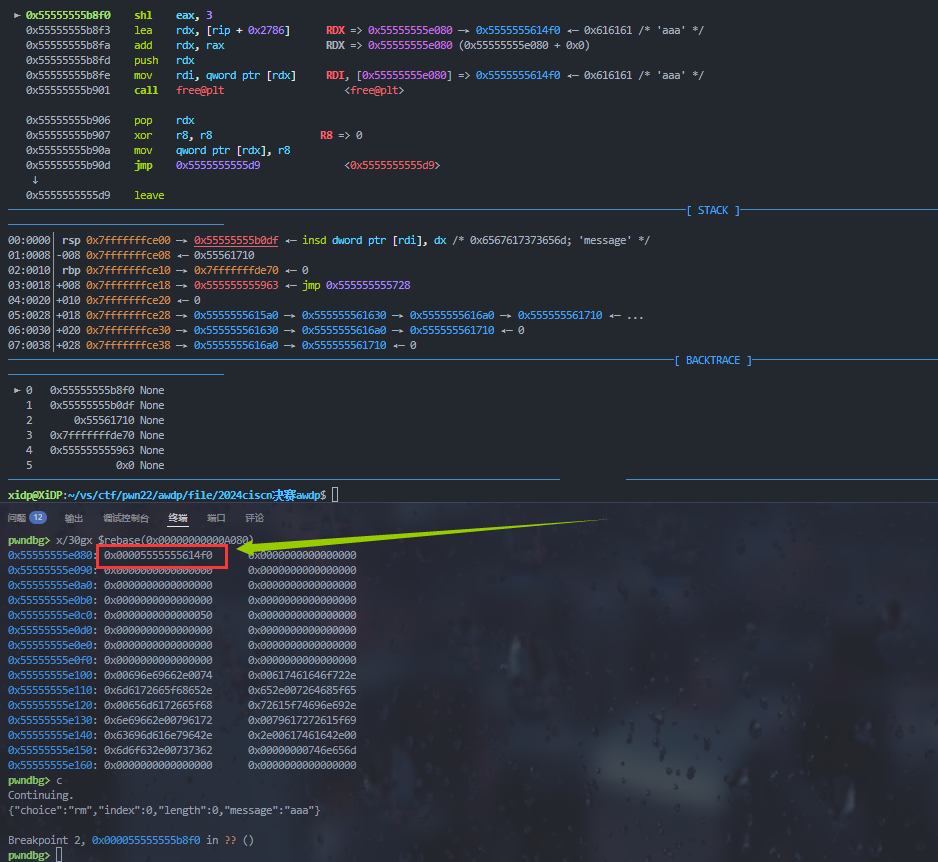 ► 0x55555555b8f0    shl    eax, 3
0x55555555b8f3    lea    rdx, [rip + 0x2786]    RDX => 0x55555555e080 —▸ 0x5555555614f0 ◂— 0x616161 /* 'aaa' */
0x55555555b8fa    add    rdx, rax    RDX => 0x55555555e080 (0x55555555e080 + 0x0)
0x55555555b8fd    push    rdx
0x55555555b8fe    mov    rdi, qword ptr [rdx]    RDI, [0x55555555e080] => 0x5555555614f0 ◂— 0x616161 /* 'aaa' */
0x55555555b901    call    free@plt    <free@plt>
0x55555555b906    pop    rdx
0x55555555b907    xor    r8, r8    R8 => 0
0x55555555b90a    mov    qword ptr [rdx], r8
0x55555555b90d    jmp    0x5555555555d9    <0x5555555555d9>
↓
0x5555555555d9    leave
[ STACK ]
00:0000│ rsp 0x7fffffffce00 —▸ 0x55555555b0df ◂— insd dword ptr [rdi], dx /* 0x6567617373656d; 'message' */
01:0008│-008 0x7fffffffce08 ◂— 0x55561710
02:0010│ rbp 0x7fffffffce10 —▸ 0x7fffffffde70 ◂— 0
03:0018│+008 0x7fffffffce18 —▸ 0x555555555963 ◂— jmp 0x555555555728
04:0020│+010 0x7fffffffce20 ◂— 0
05:0028│+018 0x7fffffffce28 —▸ 0x5555555615a0 —▸ 0x555555561630 —▸ 0x5555555616a0 —▸ 0x555555561710 ◂— ...
06:0030│+020 0x7fffffffce30 —▸ 0x555555561630 —▸ 0x5555555616a0 —▸ 0x555555561710 ◂— 0
07:0038│+028 0x7fffffffce38 —▸ 0x5555555616a0 —▸ 0x555555561710 ◂— 0
[ BACKTRACE ]
► 0   0x55555555b8f0 None
1   0x55555555b0df None
2       0x55561710 None
3   0x7fffffffde70 None
4   0x555555555963 None
5              0x0 None
xidp@XiDP:~/vs/ctf/pwn22/awdp/file/2024ciscn决赛awdp$
问题 12 输出 调试控制台 终端 端口 评论
pwndbg> x/30gx $rebase(0x000000000000A080)
0x55555555e080: 0x00005555555614f0 0x0000000000000000
0x55555555e090: 0x0000000000000000 0x0000000000000000
0x55555555e0a0: 0x0000000000000000 0x0000000000000000
0x55555555e0b0: 0x0000000000000000 0x0000000000000000
0x55555555e0c0: 0x0000000000000050 0x0000000000000000
0x55555555e0d0: 0x0000000000000000 0x0000000000000000
0x55555555e0e0: 0x0000000000000000 0x0000000000000000
0x55555555e0f0: 0x0000000000000000 0x0000000000000000
0x55555555e100: 0x00696e69662e0074 0x00617461646f722e
0x55555555e110: 0x6d6172665f68652e 0x652e007264685f65
0x55555555e120: 0x00656d6172665f68 0x72615f74696e692e
0x55555555e130: 0x6e69662e00796172 0x0079617272615f69
0x55555555e140: 0x63696d616e79642e 0x2e00617461642e00
0x55555555e150: 0x6d6f632e00737362 0x00000000746e656d
0x55555555e160: 0x0000000000000000 0x0000000000000000
pwndbg> c
Continuing.
{"choice":"rm","index":0,"length":0,"message":"aaa"}
Breakpoint 2, 0x000055555555b8f0 in ?? ()
pwndbg>